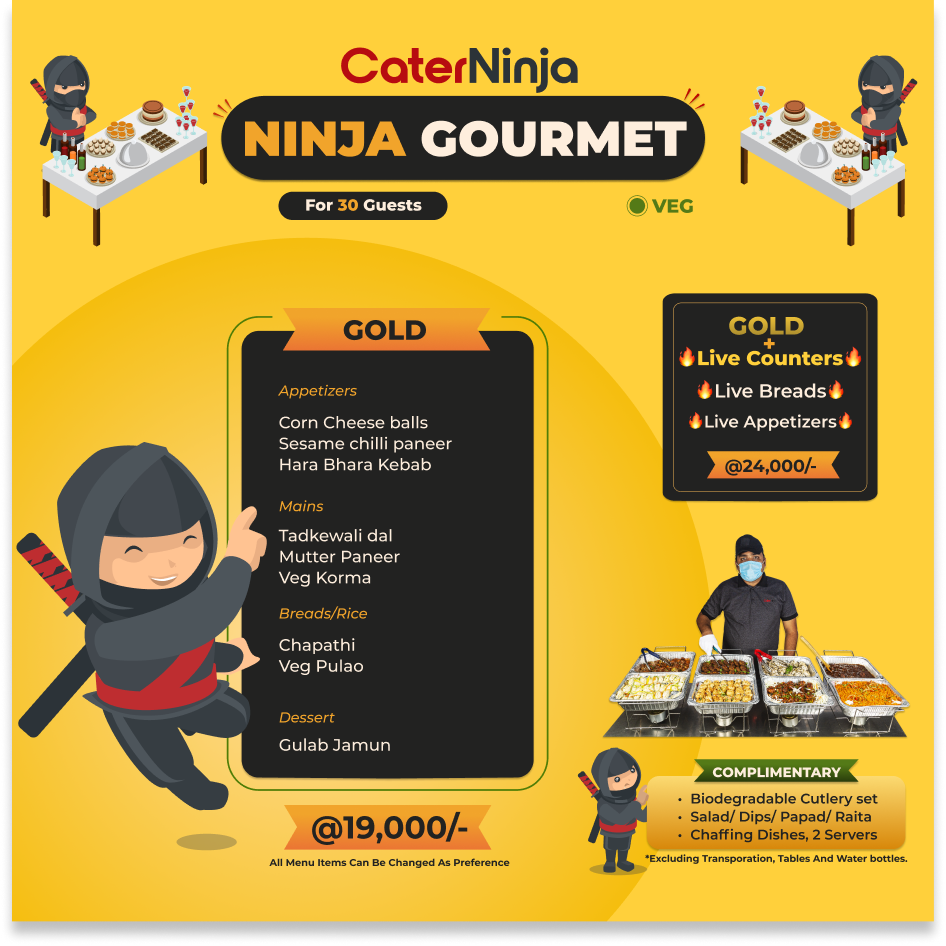 CaterNinja
NINJA GOURMET
For 30 Guests
VEG
GOLD
Appetizers
Corn Cheese balls
Sesame chilli paneer
Hara Bhara Kebab
Mains
Tadkewali dal
Mutter Paneer
Veg Korma
Breads/Rice
Chapathi
Veg Pulao
Dessert
Gulab Jamun
@19,000/-
All Menu Items Can Be Changed As Preference
GOLD
+
🔥Live Counters🔥
🔥Live Breads🔥
🔥Live Appetizers🔥
@24,000/-
COMPLIMENTARY
• Biodegradable Cutlery set
• Salad/ Dips/ Papad/ Raita
• Chaffing Dishes, 2 Servers
*Excluding Transporation, Tables And Water bottles.